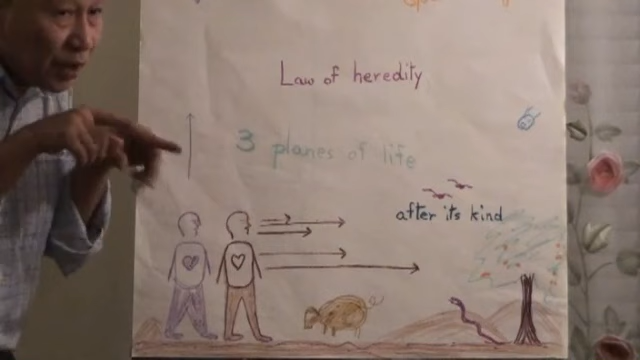 Law of heredity
3 planes of life
after its kind